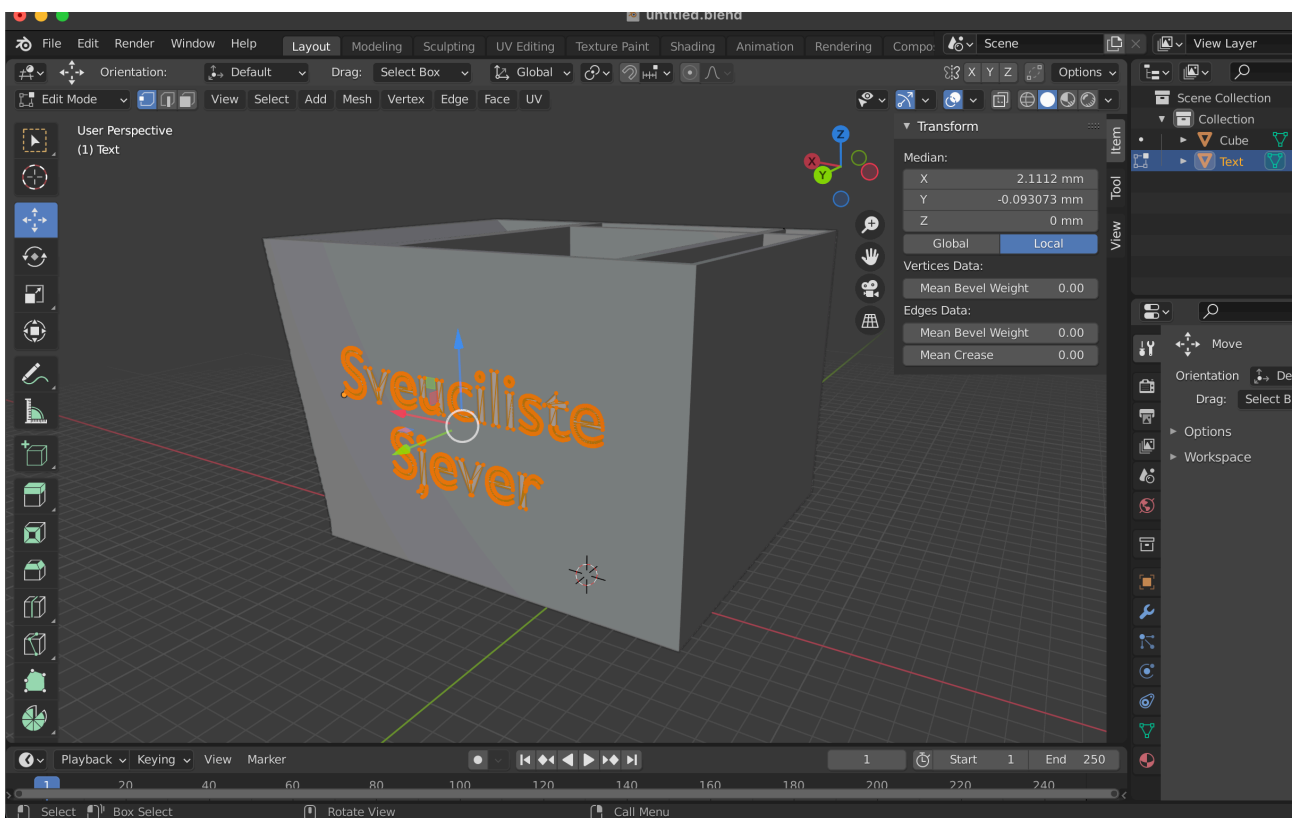 untitled.blend
File Edit Render Window Help Layout Modeling Sculpting UV Editing Texture Paint Shading Animation Rendering Compo Scene View Layer
Orientation: Default Drag: Select Box Global X Y Z Options
Edit Mode View Select Add Mesh Vertex Edge Face UV
Scene Collection
Collection
Cube
Text
User Perspective
(1) Text
Z
X
Y
Transform
Median:
X 2.1112 mm
Y -0.093073 mm
Z 0 mm
Global Local
Vertices Data:
Mean Bevel Weight 0.00
Edges Data:
Mean Bevel Weight 0.00
Mean Crease 0.00
Item
Tool
View
Sveuciliste
Sjever
Move
Orientation De
Drag: Select B
Options
Workspace
Playback Keying View Marker 1 Start 1 End 250
1 20 40 60 80 100 120 140 160 180 200 220 240
Select Box Select Rotate View Call Menu